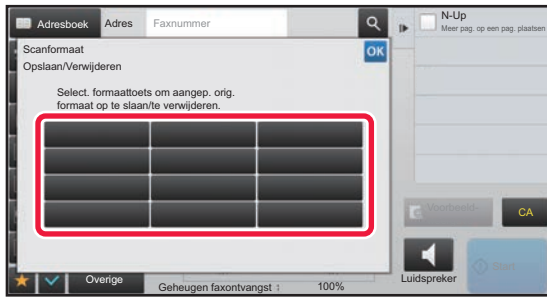 Adresboek
Adres
Faxnummer
N-Up
Meer pag. op een pag. plaatsen
Scanformaat
OK
Opslaan/Verwijderen
Select. formaattoets om aangep. orig.
formaat op te slaan/te verwijderen.
CA
Overige
Geheugen faxontvangst :
100%
Luidspreker
Start